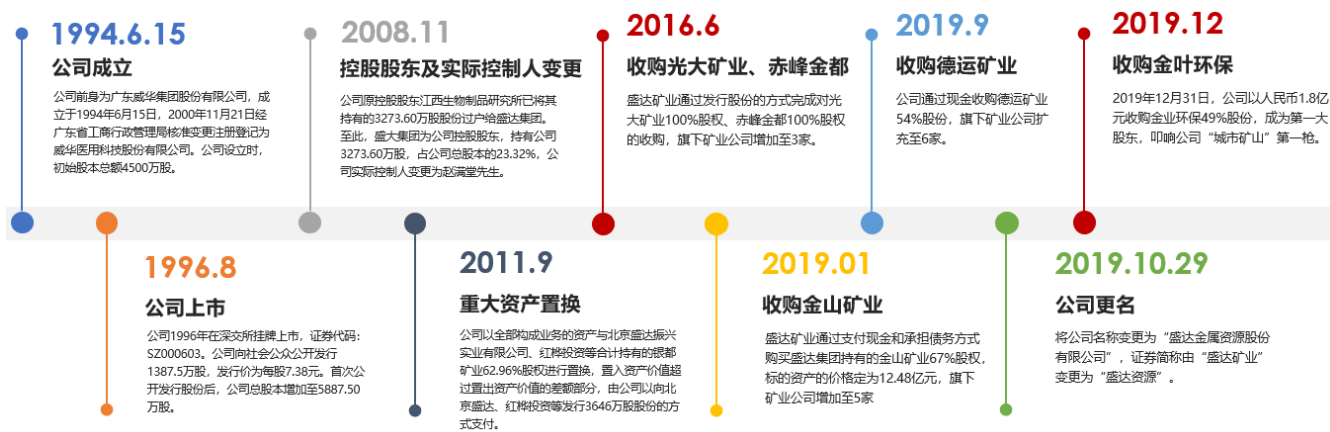 1994.6.15
公司成立
公司前身为广东威华集团股份有限公司，成
立于1994年6月15日，2000年11月21日经
广东省工商行政管理局核准变更注册登记为
威华医用科技股份有限公司。公司设立时，
初始股本总额4500万股。
1996.8
公司上市
公司1996年在深交所挂牌上市，证券代码：
SZ000603。公司向社会公众公开发行
1387.5万股，发行价为每股7.38元。首次公
开发行股份后，公司总股本增加至5887.50
万股。
2008.11
控股股东及实际控制人变更
公司原控股股东江西生物制品研究所已将其
持有的3273.60万股股份过户给盛达集团。
至此，盛大集团为公司控股股东，持有公司
3273.60万股，占公司总股本的23.32%，公
司实际控制人变更为赵满堂先生。
2011.9
重大资产置换
公司以全部构成业务的资产与北京盛达振兴
实业有限公司、红桦投资等合计持有的银都
矿业62.96%股权进行置换，置入资产价值超
过置出资产价值的差额部分，由公司以向北
京盛达、红桦投资等发行3646万股股份的方
式支付。
2016.6
收购光大矿业、赤峰金都
盛达矿业通过发行股份的方式完成对光
大矿业100%股权、赤峰金都100%股权
的收购，旗下矿业公司增加至3家。
2019.01
收购金山矿业
盛达矿业通过支付现金和承担债务方式
购买盛达集团持有的金山矿业67%股权，
标的资产的价格定为12.48亿元，旗下
矿业公司增加至5家
2019.9
收购德运矿业
公司通过现金收购德运矿业
54%股份，旗下矿业公司扩
充至6家。
2019.10.29
公司更名
将公司名称变更为“盛达金属资源股份
有限公司”，证券简称由“盛达矿业”
变更为“盛达资源”。
2019.12
收购金叶环保
2019年12月31日，公司以人民币1.8亿
元收购金业环保49%股份，成为第一大
股东，叩响公司“城市矿山”第一枪。